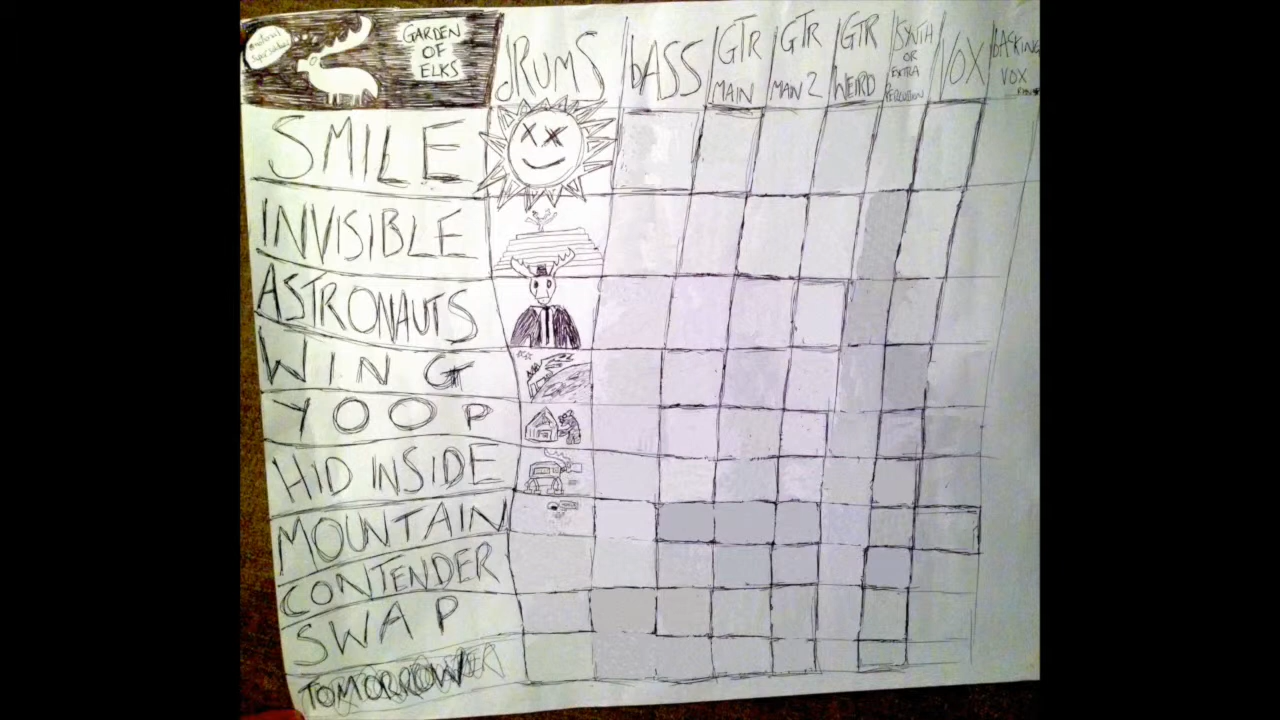 GARDEN
OF
ELKS
dRUMS
bASS
GTR
MAIN
GTR
MAIN 2
GTR
WEIRD
SYNTH
OR
EXTRA
PERCUSSION
VOX
bACKING
VOX
SMILE
INVISIBLE
ASTRONAUTS
WING
YOOP
HID INSIDE
MOUNTAIN
CONTENDER
SWAP
TOMORROW